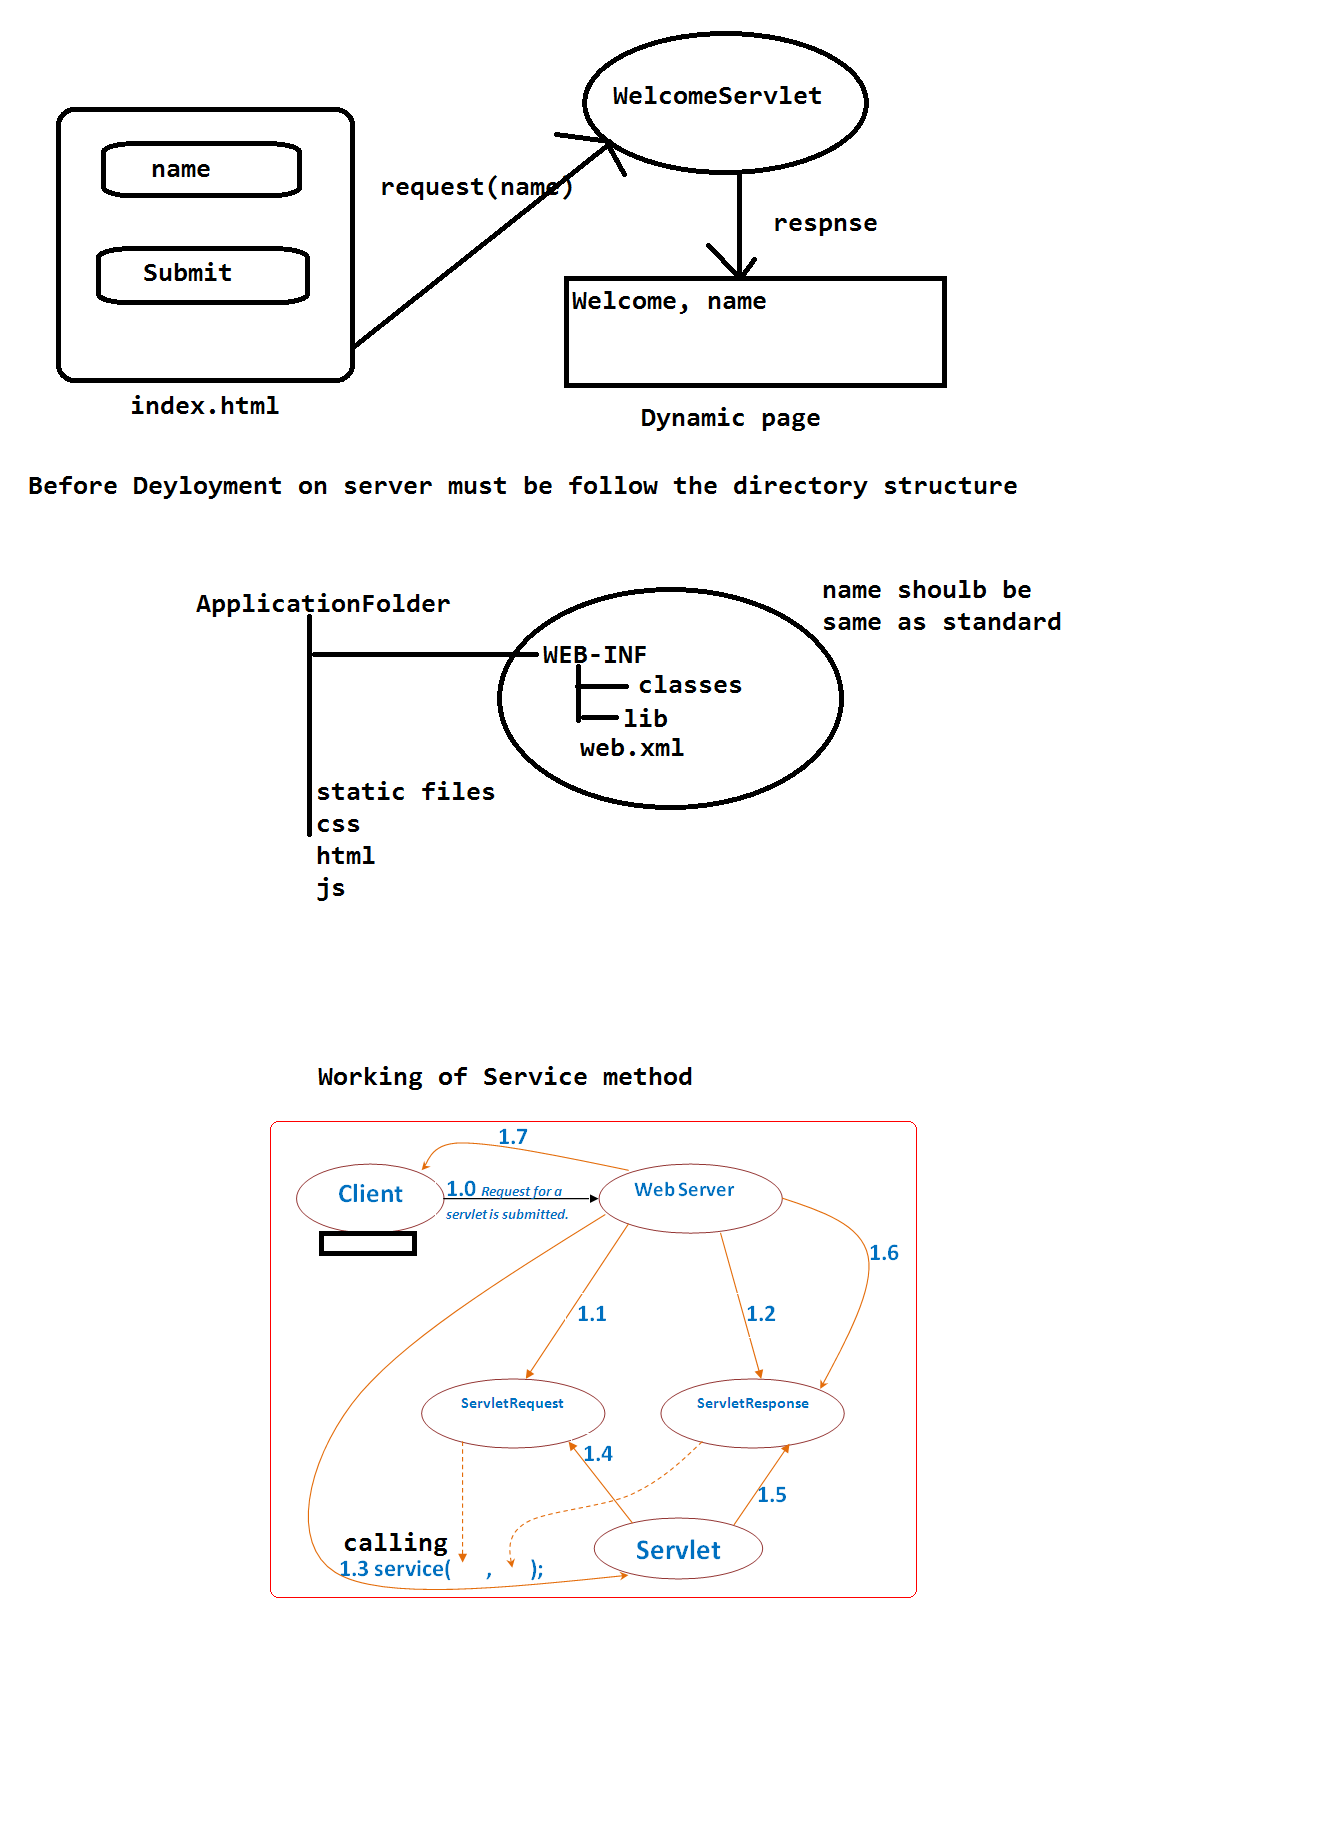 WelcomeServlet
name
request(name)
respnse
Submit
Welcome, name
index.html
Dynamic page
Before Deyloyment on server must be follow the directory structure
name shoulb be
same as standard
ApplicationFolder
WEB-INF
classes
lib
web.xml
static files
css
html
js
Working of Service method
1.7
Client
1.0 Request for a
servlet is submitted.
Web Server
1.6
1.1
1.2
ServletRequest
ServletResponse
1.4
1.5
calling
Servlet
1.3 service( , );